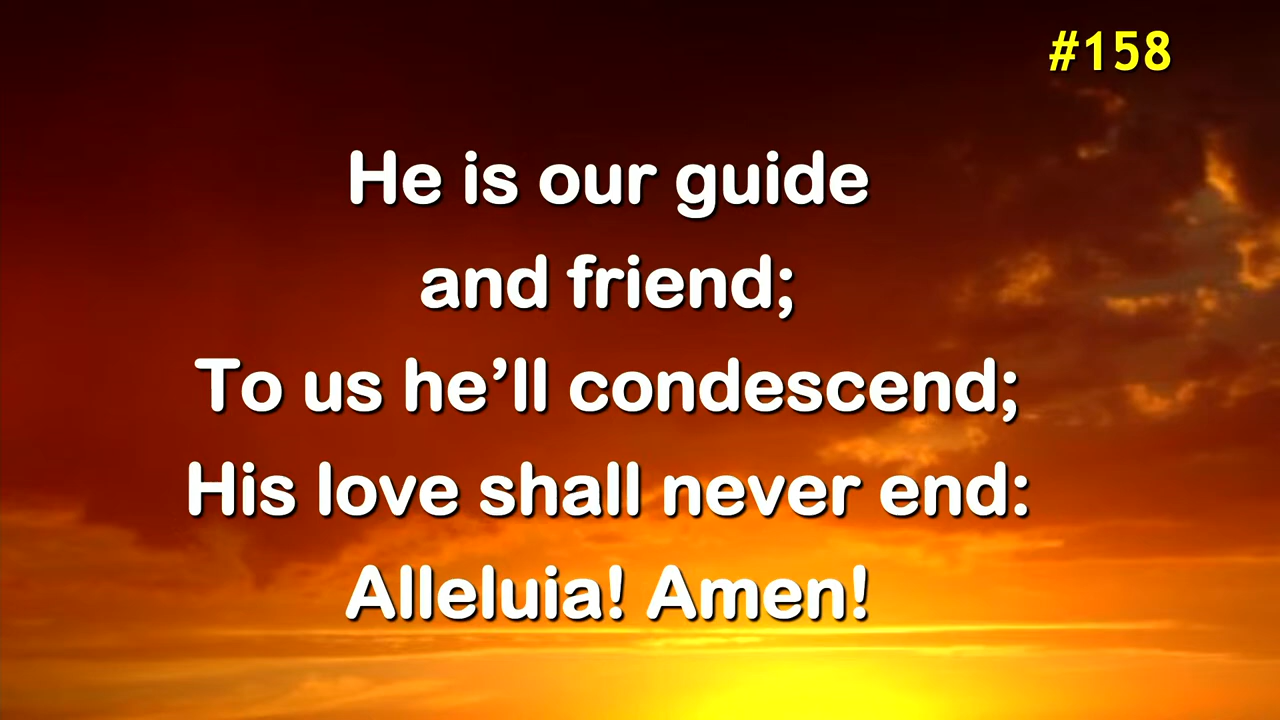 #158
He is our guide
and friend;
To us he’ll condescend;
His love shall never end:
Alleluia! Amen!